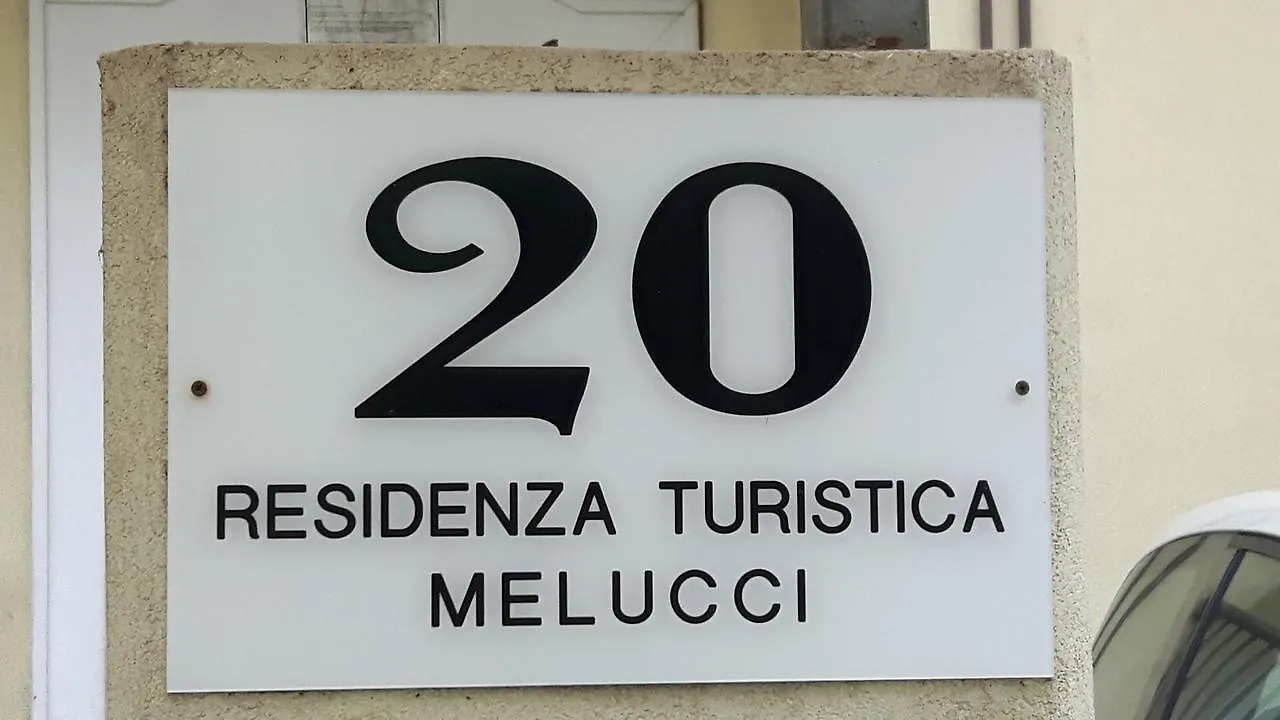 20
RESIDENZA TURISTICA
MELUCCI